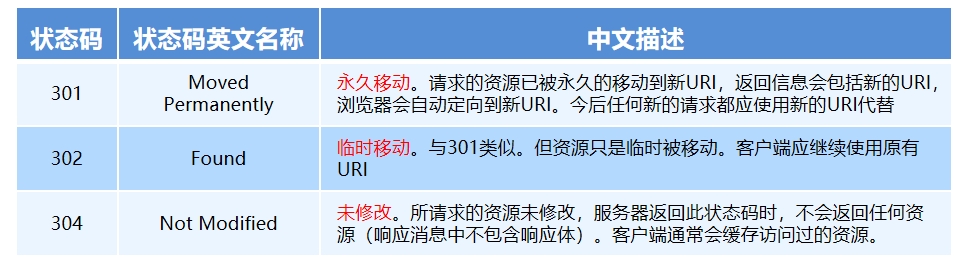 状态码 状态码英文名称 中文描述
301 Moved Permanently 永久移动。请求的资源已被永久的移动到新URI，返回信息会包括新的URI，
浏览器会自动定向到新URI。今后任何新的请求都应使用新的URI代替
302 Found 临时移动。与301类似。但资源只是临时被移动。客户端应继续使用原有
URI
304 Not Modified 未修改。所请求的资源未修改，服务器返回此状态码时，不会返回任何资
源（响应消息中不包含响应体）。客户端通常会缓存访问过的资源。